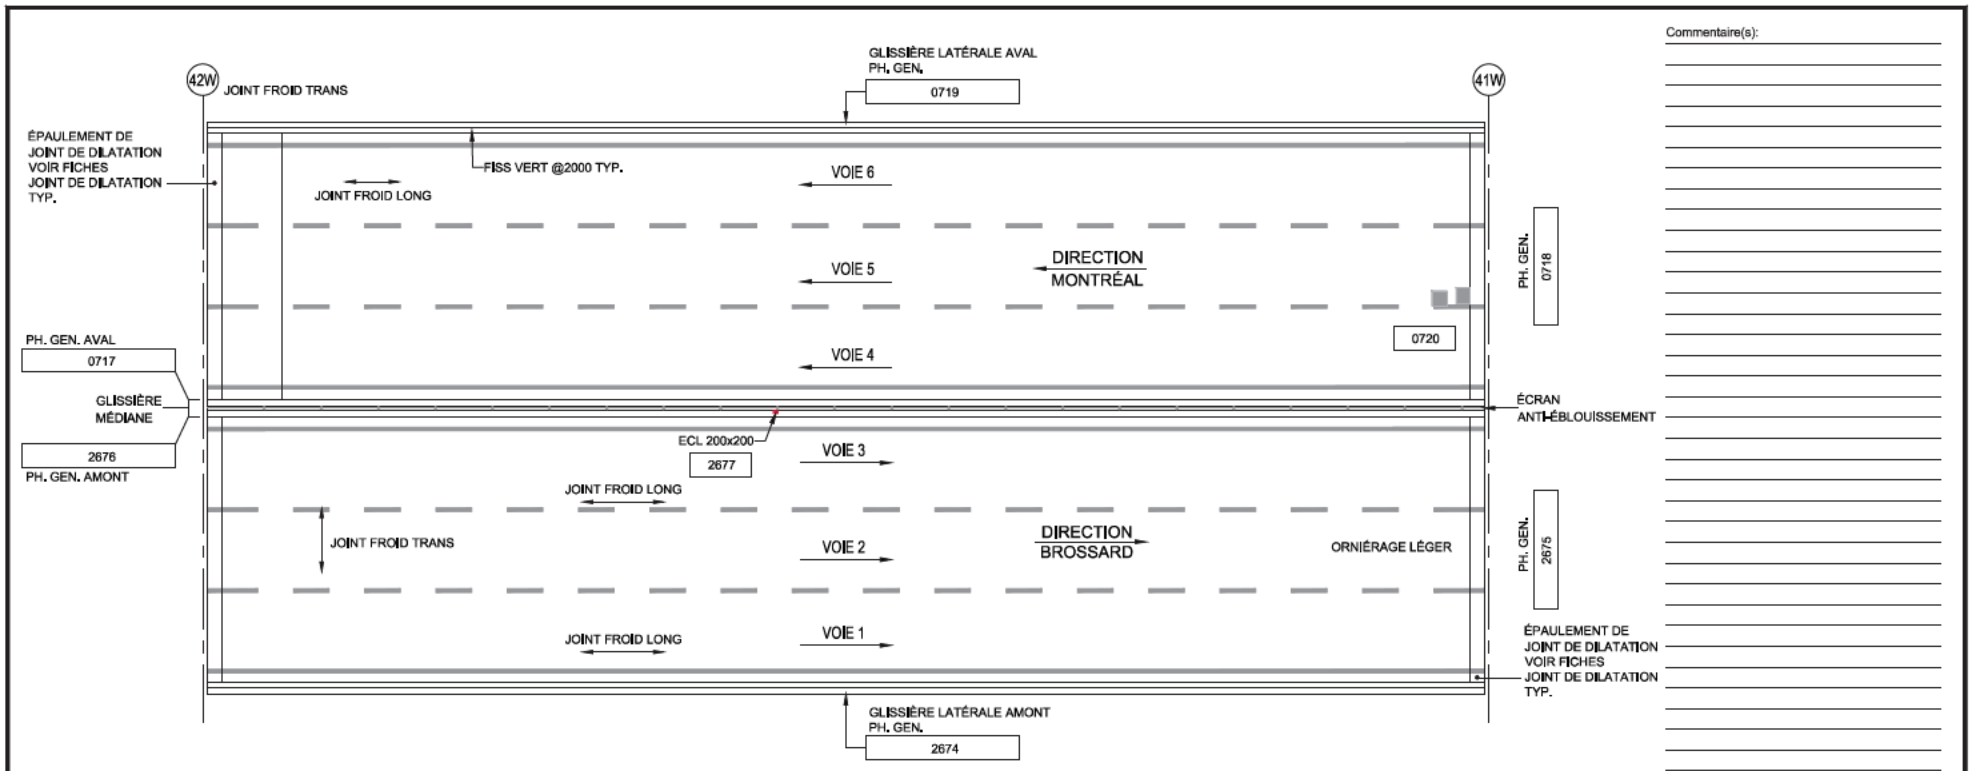 Commentaire(s):
GLISSIÈRE LATÉRALE AVAL
PH. GEN.
0719
42W
JOINT FROID TRANS
41W
ÉPAULEMENT DE
JOINT DE DILATATION
VOIR FICHES
JOINT DE DILATATION
TYP.
FISS VERT @2000 TYP.
JOINT FROID LONG
VOIE 6
VOIE 5
DIRECTION
MONTRÉAL
PH. GEN.
0718
0720
VOIE 4
PH. GEN. AVAL
0717
GLISSIÈRE
MÉDIANE
2676
PH. GEN. AMONT
ÉCRAN
ANTI-ÉBLOUISSEMENT
ECL 200x200
2677
VOIE 3
JOINT FROID LONG
JOINT FROID TRANS
VOIE 2
DIRECTION
BROSSARD
ORNIÉRAGE LÉGER
PH. GEN.
2675
JOINT FROID LONG
VOIE 1
ÉPAULEMENT DE
JOINT DE DILATATION
VOIR FICHES
JOINT DE DILATATION
TYP.
GLISSIÈRE LATÉRALE AMONT
PH. GEN.
2674